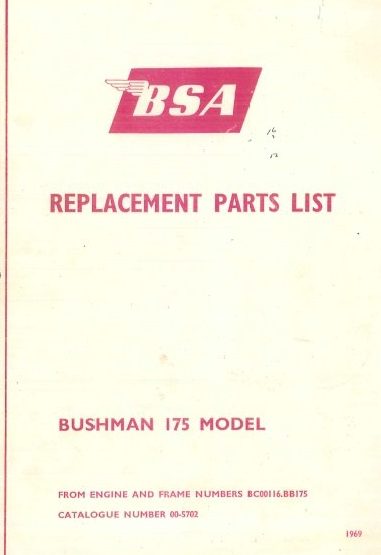 BSA
REPLACEMENT PARTS LIST
BUSHMAN 175 MODEL
FROM ENGINE AND FRAME NUMBERS BC00116.BB175
CATALOGUE NUMBER 00-5702
1969